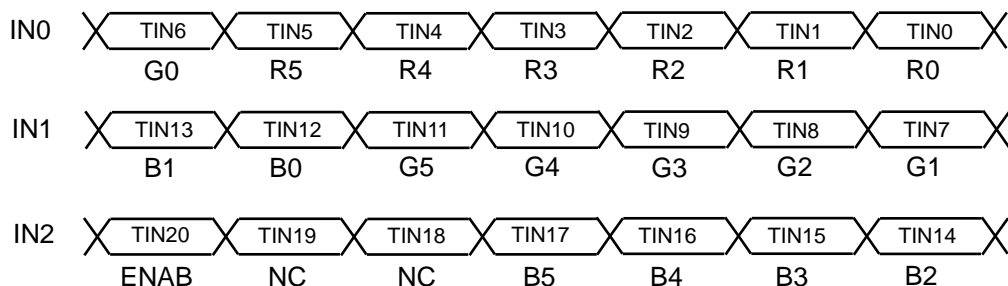 IN0 TIN6 TIN5 TIN4 TIN3 TIN2 TIN1 TIN0
G0 R5 R4 R3 R2 R1 R0
IN1 TIN13 TIN12 TIN11 TIN10 TIN9 TIN8 TIN7
B1 B0 G5 G4 G3 G2 G1
IN2 TIN20 TIN19 TIN18 TIN17 TIN16 TIN15 TIN14
ENAB NC NC B5 B4 B3 B2